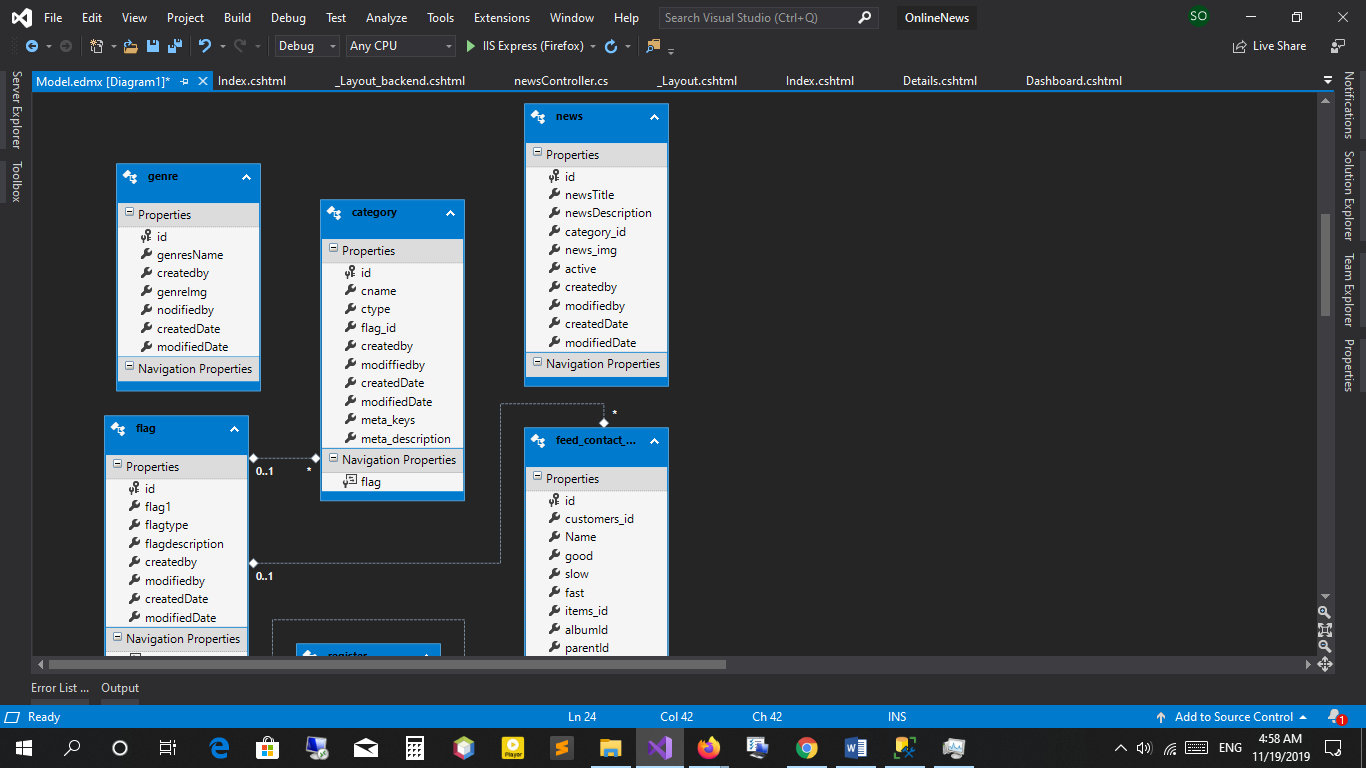 File Edit View Project Build Debug Test Analyze Tools Extensions Window Help Search Visual Studio (Ctrl+Q) OnlineNews SO
Debug Any CPU IIS Express (Firefox) Live Share
Model.edmx [Diagram1]* Index.cshtml _Layout_backend.cshtml newsController.cs _Layout.cshtml Index.cshtml Details.cshtml Dashboard.cshtml
Server Explorer
Toolbox
genre
Properties
id
genresName
createdby
genreImg
nodifiedby
createdDate
modifiedDate
Navigation Properties
category
Properties
id
cname
ctype
flag_id
createdby
modiffiedby
createdDate
modifiedDate
meta_keys
meta_description
Navigation Properties
flag
news
Properties
id
newsTitle
newsDescription
category_id
news_img
active
createdby
modifiedby
createdDate
modifiedDate
Navigation Properties
flag
Properties
id
flag1
flagtype
flagdescription
createdby
modifiedby
createdDate
modifiedDate
Navigation Properties
0..1 *
0..1
*
feed_contact_...
Properties
id
customers_id
Name
good
slow
fast
items_id
albumId
parentId
register
Notifications
Solution Explorer
Team Explorer
Properties
Error List ... Output
Ready Ln 24 Col 42 Ch 42 INS Add to Source Control 1
Player
ENG
4:58 AM
11/19/2019